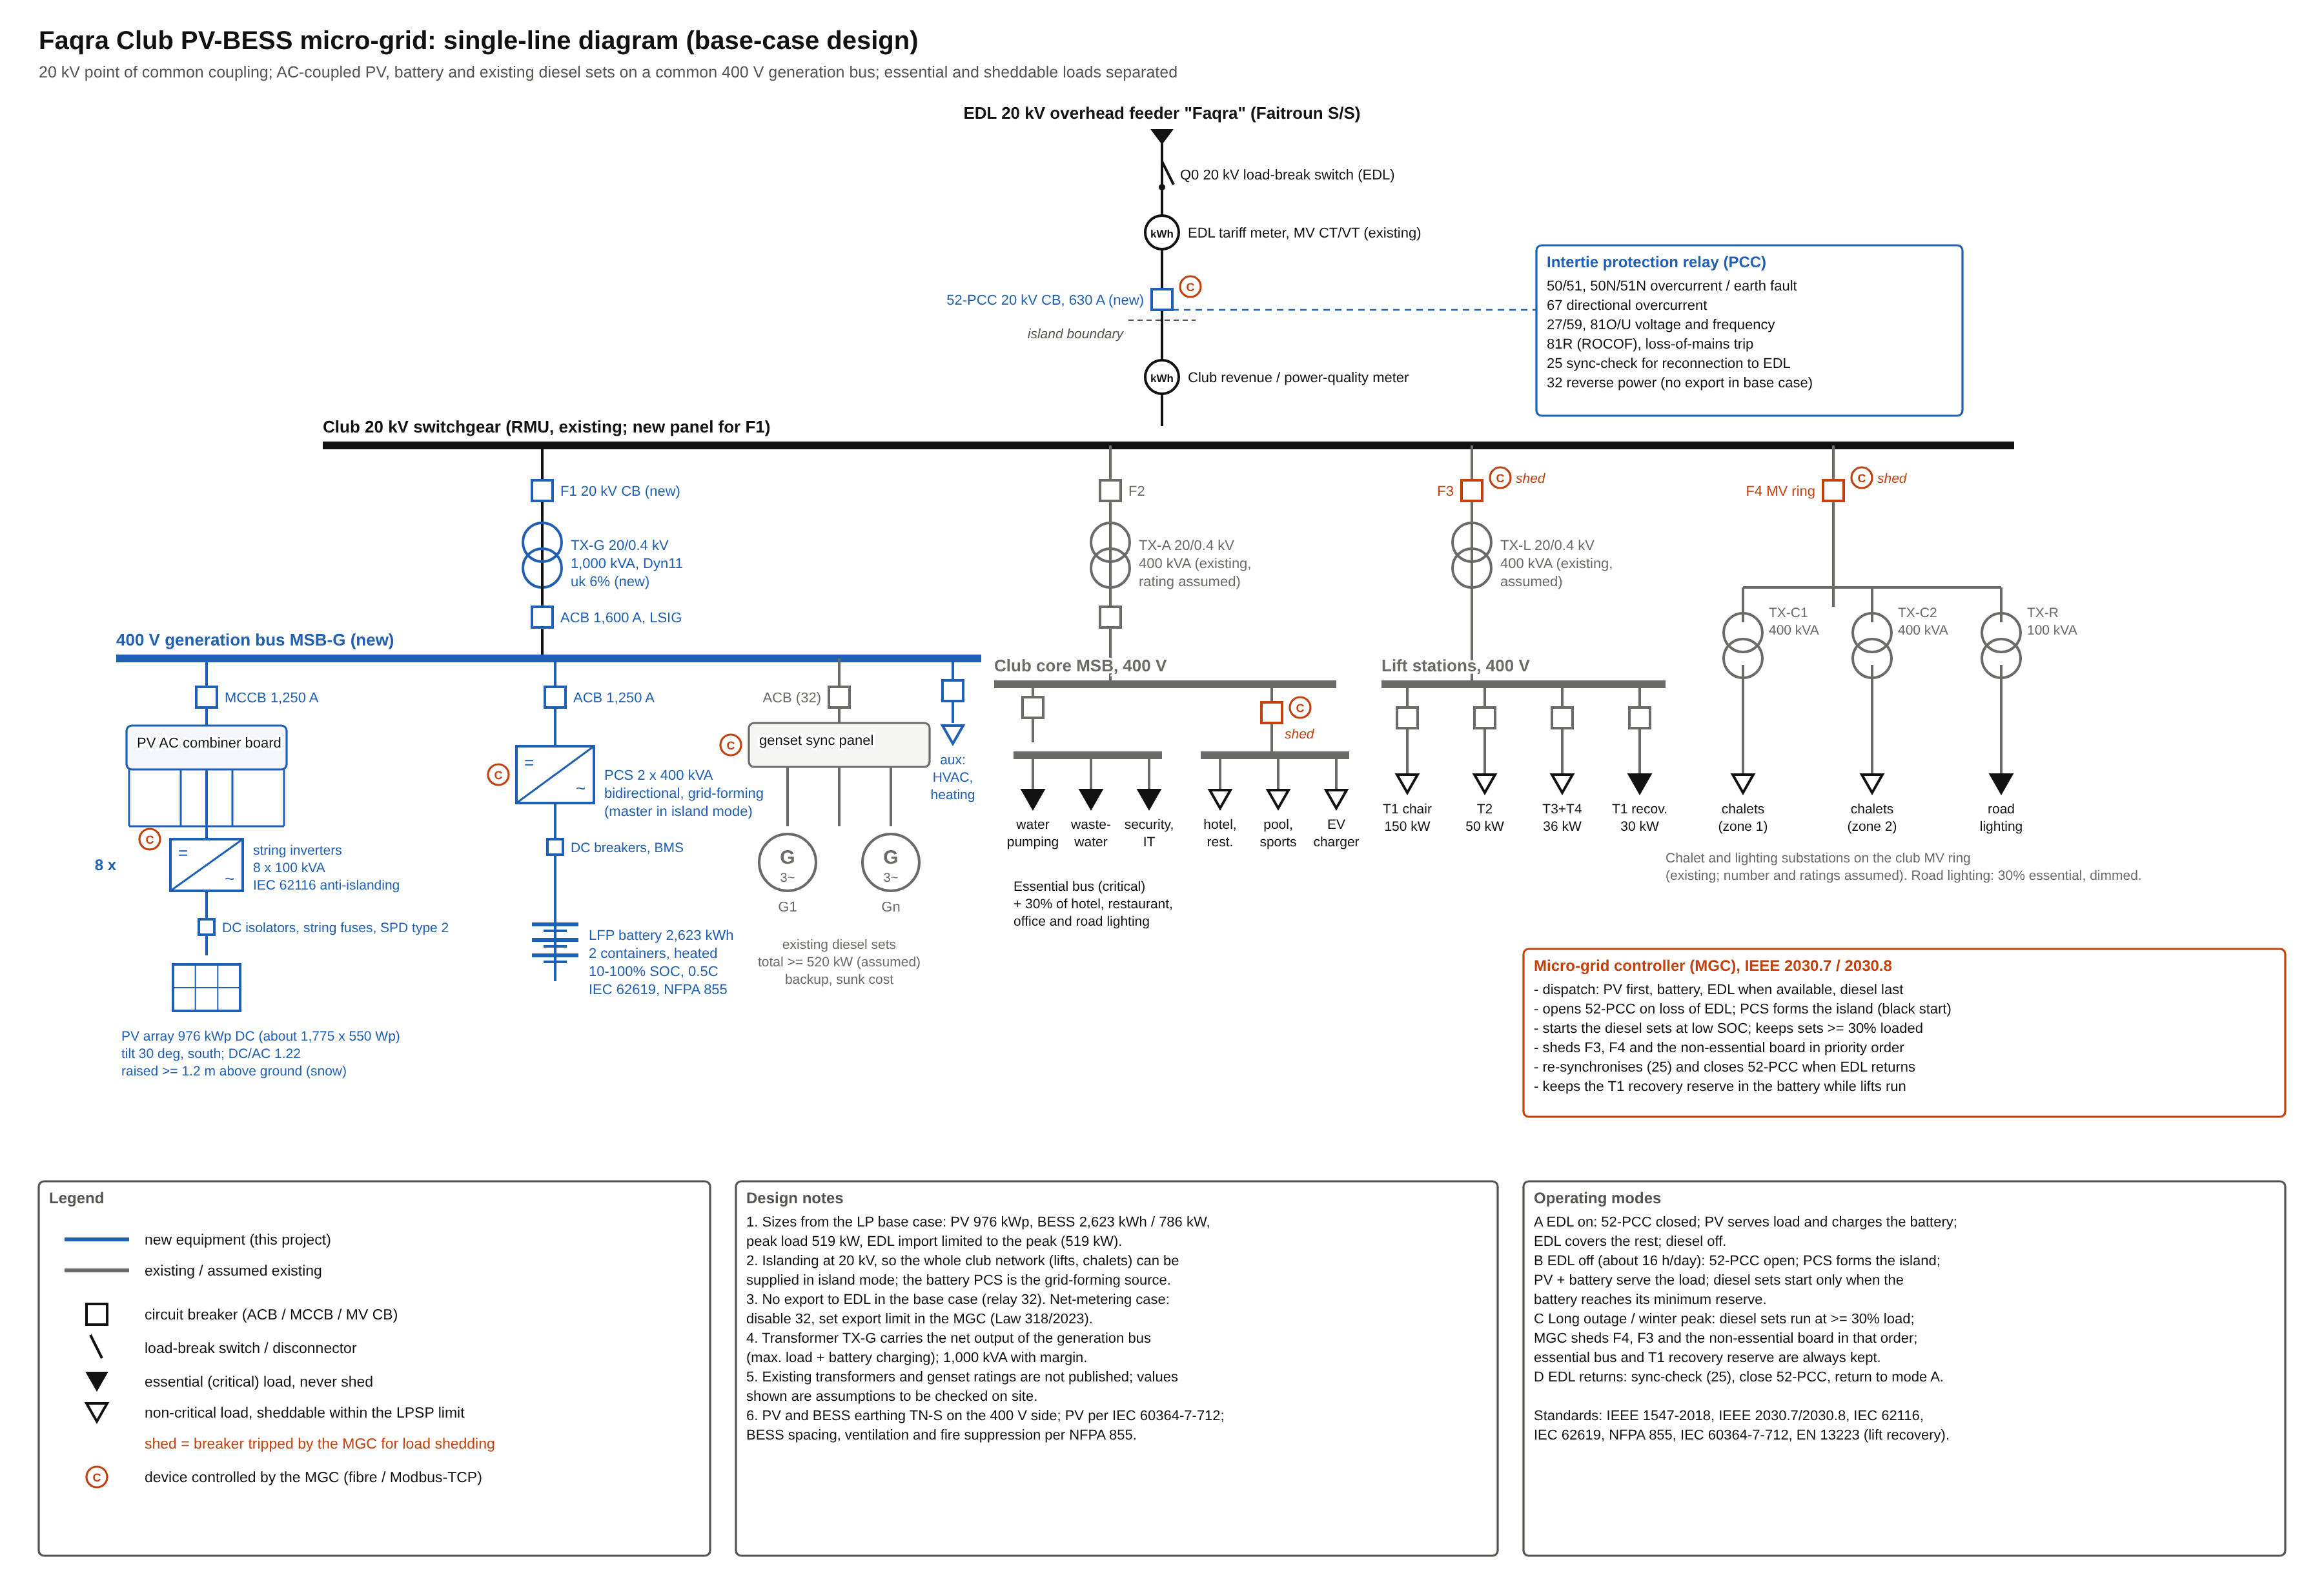 Faqra Club PV-BESS micro-grid: single-line diagram (base-case design)
20 kV point of common coupling; AC-coupled PV, battery and existing diesel sets on a common 400 V generation bus; essential and sheddable loads separated
EDL 20 kV overhead feeder "Faqra" (Faitroun S/S)
Q0 20 kV load-break switch (EDL)
kWh
EDL tariff meter, MV CT/VT (existing)
52-PCC 20 kV CB, 630 A (new)
C
island boundary
kWh
Club revenue / power-quality meter
Intertie protection relay (PCC)
50/51, 50N/51N overcurrent / earth fault
67 directional overcurrent
27/59, 81O/U voltage and frequency
81R (ROCOF), loss-of-mains trip
25 sync-check for reconnection to EDL
32 reverse power (no export in base case)
Club 20 kV switchgear (RMU, existing; new panel for F1)
F1 20 kV CB (new)
F2
F3
C
shed
F4 MV ring
C
shed
TX-G 20/0.4 kV
1,000 kVA, Dyn11
uk 6% (new)
TX-A 20/0.4 kV
400 kVA (existing,
rating assumed)
TX-L 20/0.4 kV
400 kVA (existing,
assumed)
ACB 1,600 A, LSIG
TX-C1
400 kVA
TX-C2
400 kVA
TX-R
100 kVA
400 V generation bus MSB-G (new)
Club core MSB, 400 V
Lift stations, 400 V
MCCB 1,250 A
ACB 1,250 A
ACB (32)
PV AC combiner board
C
genset sync panel
C
shed
C
=
~
PCS 2 x 400 kVA
bidirectional, grid-forming
(master in island mode)
aux:
HVAC,
heating
C
8 x
=
~
string inverters
8 x 100 kVA
IEC 62116 anti-islanding
DC breakers, BMS
G
3~
G1
G
3~
Gn
water
pumping
waste-
water
security,
IT
hotel,
rest.
pool,
sports
EV
charger
T1 chair
150 kW
T2
50 kW
T3+T4
36 kW
T1 recov.
30 kW
chalets
(zone 1)
chalets
(zone 2)
road
lighting
Chalet and lighting substations on the club MV ring
(existing; number and ratings assumed). Road lighting: 30% essential, dimmed.
Essential bus (critical)
+ 30% of hotel, restaurant,
office and road lighting
DC isolators, string fuses, SPD type 2
LFP battery 2,623 kWh
2 containers, heated
10-100% SOC, 0.5C
IEC 62619, NFPA 855
existing diesel sets
total >= 520 kW (assumed)
backup, sunk cost
PV array 976 kWp DC (about 1,775 x 550 Wp)
tilt 30 deg, south; DC/AC 1.22
raised >= 1.2 m above ground (snow)
Micro-grid controller (MGC), IEEE 2030.7 / 2030.8
- dispatch: PV first, battery, EDL when available, diesel last
- opens 52-PCC on loss of EDL; PCS forms the island (black start)
- starts the diesel sets at low SOC; keeps sets >= 30% loaded
- sheds F3, F4 and the non-essential board in priority order
- re-synchronises (25) and closes 52-PCC when EDL returns
- keeps the T1 recovery reserve in the battery while lifts run
Legend
new equipment (this project)
existing / assumed existing
circuit breaker (ACB / MCCB / MV CB)
load-break switch / disconnector
essential (critical) load, never shed
non-critical load, sheddable within the LPSP limit
shed = breaker tripped by the MGC for load shedding
C
device controlled by the MGC (fibre / Modbus-TCP)
Design notes
1. Sizes from the LP base case: PV 976 kWp, BESS 2,623 kWh / 786 kW,
peak load 519 kW, EDL import limited to the peak (519 kW).
2. Islanding at 20 kV, so the whole club network (lifts, chalets) can be
supplied in island mode; the battery PCS is the grid-forming source.
3. No export to EDL in the base case (relay 32). Net-metering case:
disable 32, set export limit in the MGC (Law 318/2023).
4. Transformer TX-G carries the net output of the generation bus
(max. load + battery charging); 1,000 kVA with margin.
5. Existing transformers and genset ratings are not published; values
shown are assumptions to be checked on site.
6. PV and BESS earthing TN-S on the 400 V side; PV per IEC 60364-7-712;
BESS spacing, ventilation and fire suppression per NFPA 855.
Operating modes
A EDL on: 52-PCC closed; PV serves load and charges the battery;
EDL covers the rest; diesel off.
B EDL off (about 16 h/day): 52-PCC open; PCS forms the island;
PV + battery serve the load; diesel sets start only when the
battery reaches its minimum reserve.
C Long outage / winter peak: diesel sets run at >= 30% load;
MGC sheds F4, F3 and the non-essential board in that order;
essential bus and T1 recovery reserve are always kept.
D EDL returns: sync-check (25), close 52-PCC, return to mode A.
Standards: IEEE 1547-2018, IEEE 2030.7/2030.8, IEC 62116,
IEC 62619, NFPA 855, IEC 60364-7-712, EN 13223 (lift recovery).